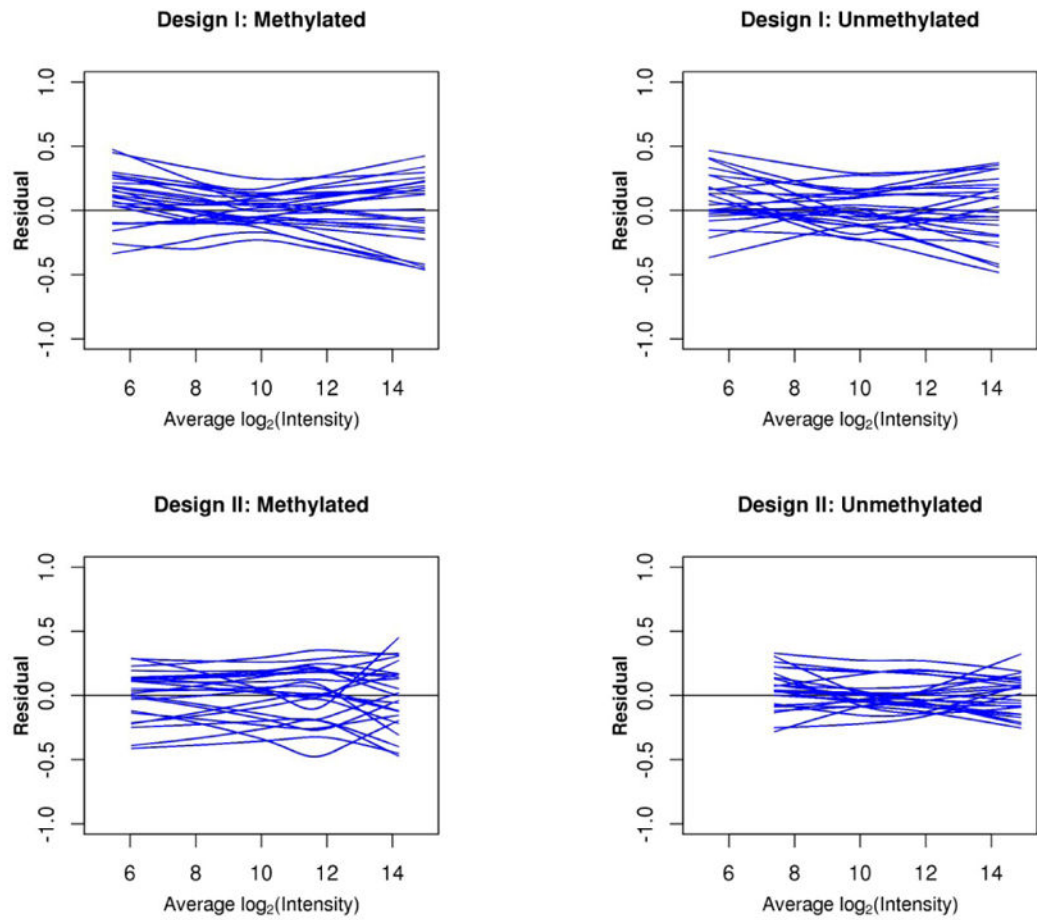 Design I: Methylated
Residual
1.0
0.5
0.0
-0.5
-1.0
6 8 10 12 14
Average log₂(Intensity)
Design I: Unmethylated
Residual
1.0
0.5
0.0
-0.5
-1.0
6 8 10 12 14
Average log₂(Intensity)
Design II: Methylated
Residual
1.0
0.5
0.0
-0.5
-1.0
6 8 10 12 14
Average log₂(Intensity)
Design II: Unmethylated
Residual
1.0
0.5
0.0
-0.5
-1.0
6 8 10 12 14
Average log₂(Intensity)